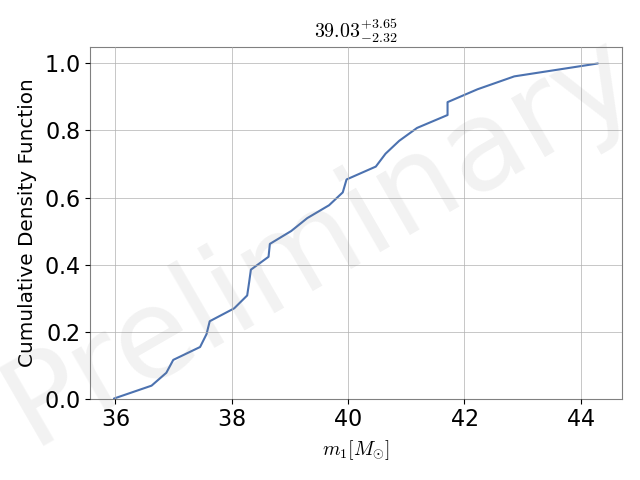 39.03^{+3.65}_{-2.32}
Cumulative Density Function
1.0
0.8
0.6
0.4
0.2
0.0
36 38 40 42 44
m_1[M_⊙]
Preliminary